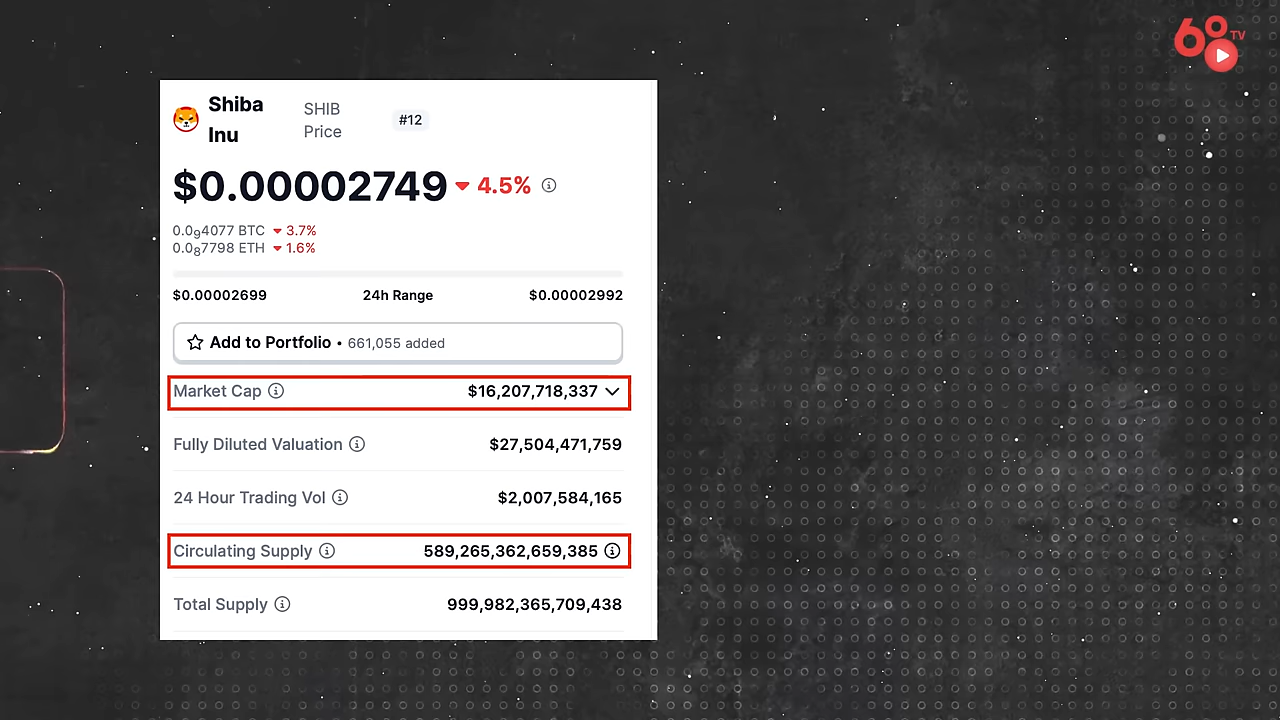 68 TV
Shiba
Inu
SHIB
Price
#12
$0.00002749 4.5%
0.0₉4077 BTC 3.7%
0.0₈7798 ETH 1.6%
$0.00002699 24h Range $0.00002992
Add to Portfolio • 661,055 added
Market Cap $16,207,718,337
Fully Diluted Valuation $27,504,471,759
24 Hour Trading Vol $2,007,584,165
Circulating Supply 589,265,362,659,385
Total Supply 999,982,365,709,438